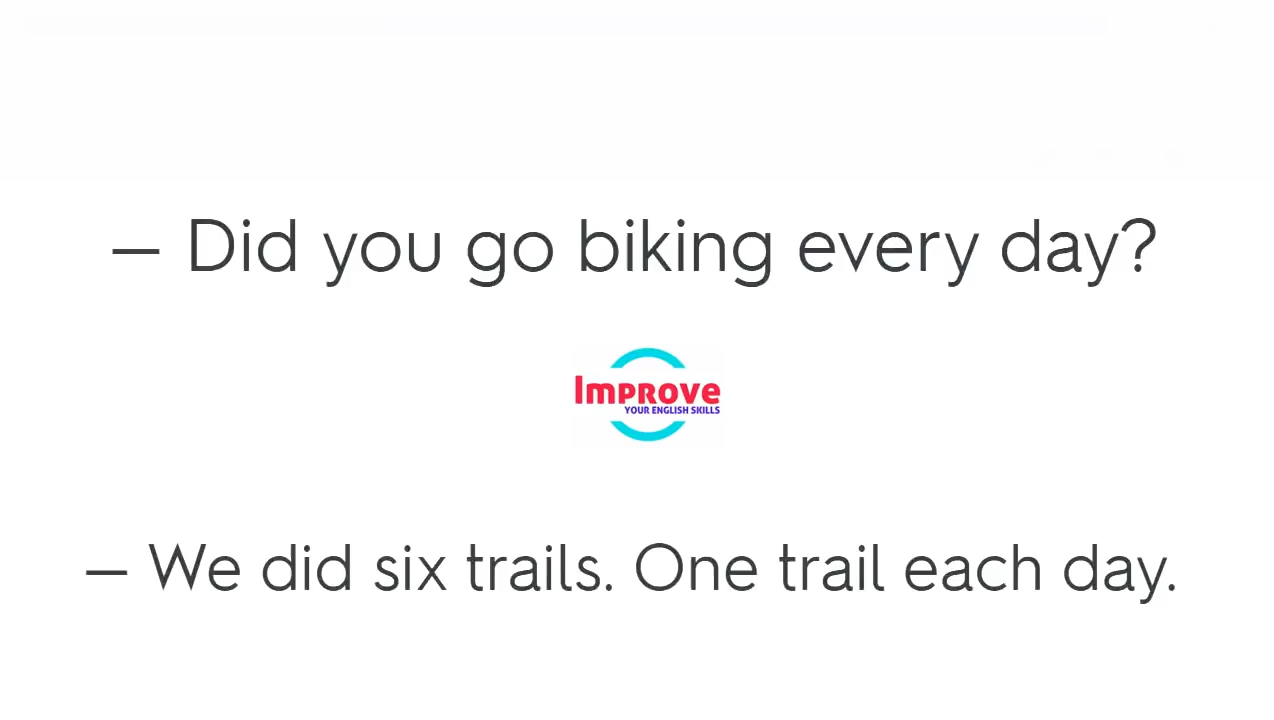 — Did you go biking every day?
Improve
YOUR ENGLISH SKILLS
— We did six trails. One trail each day.